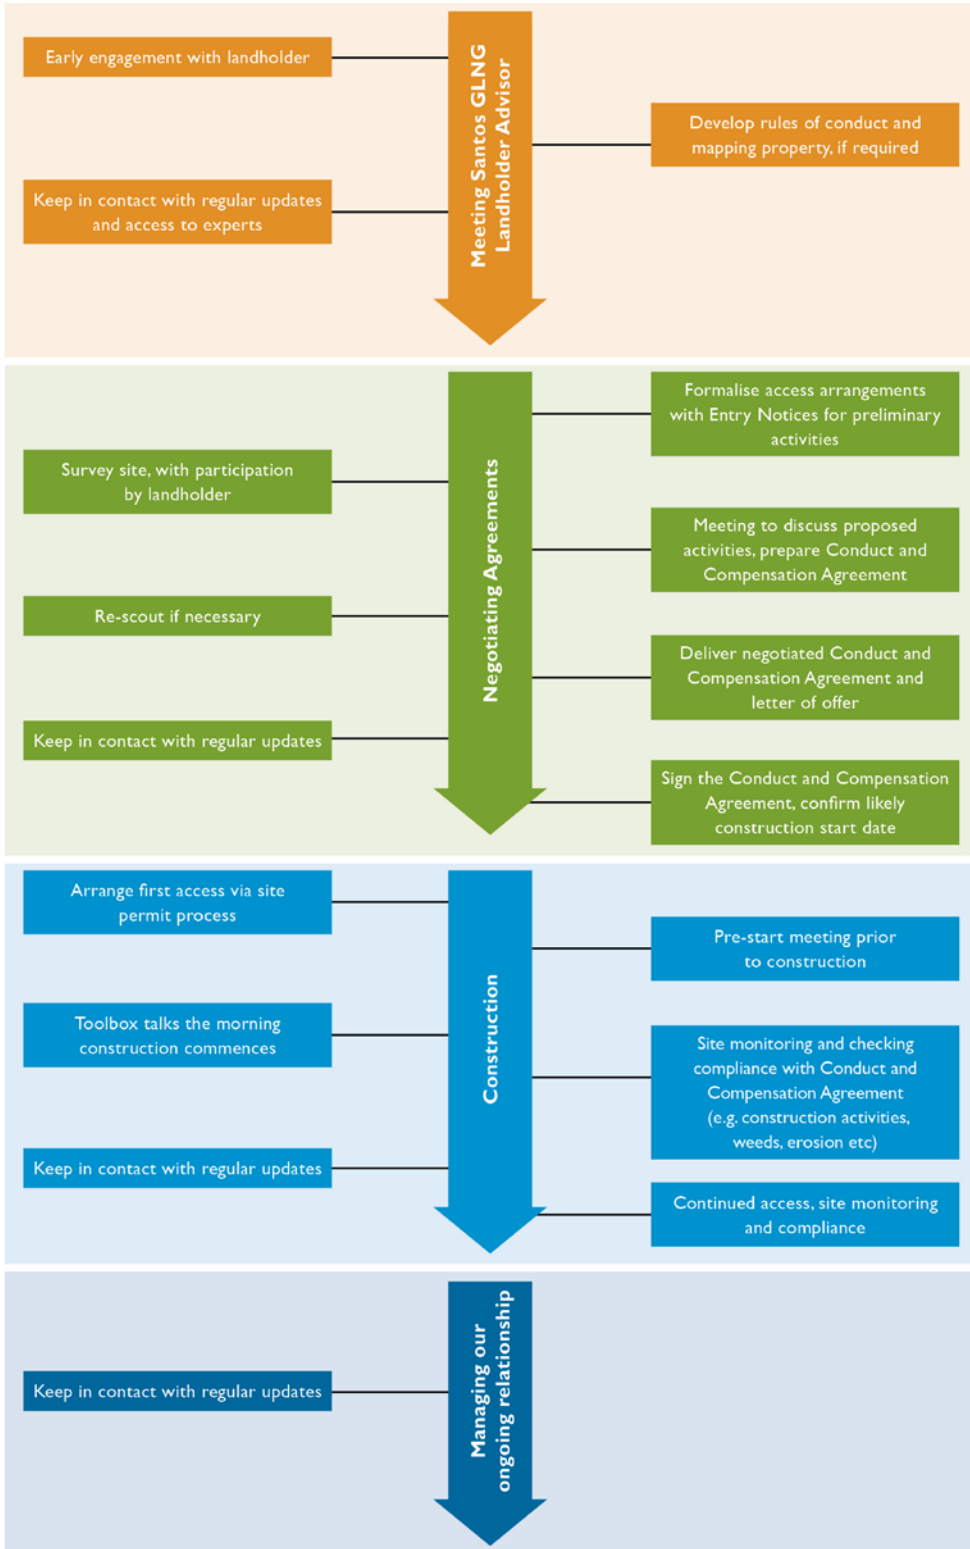 Early engagement with landholder
Meeting Santos GLNG
Landholder Advisor
Develop rules of conduct and
mapping property, if required
Keep in contact with regular updates
and access to experts
Formalise access arrangements
with Entry Notices for preliminary
activities
Survey site, with participation
by landholder
Negotiating Agreements
Meeting to discuss proposed
activities, prepare Conduct and
Compensation Agreement
Re-scout if necessary
Deliver negotiated Conduct and
Compensation Agreement and
letter of offer
Keep in contact with regular updates
Sign the Conduct and Compensation
Agreement, confirm likely
construction start date
Arrange first access via site
permit process
Construction
Pre-start meeting prior
to construction
Toolbox talks the morning
construction commences
Site monitoring and checking
compliance with Conduct and
Compensation Agreement
(e.g. construction activities,
weeds, erosion etc)
Keep in contact with regular updates
Continued access, site monitoring
and compliance
Managing our
ongoing relationship
Keep in contact with regular updates